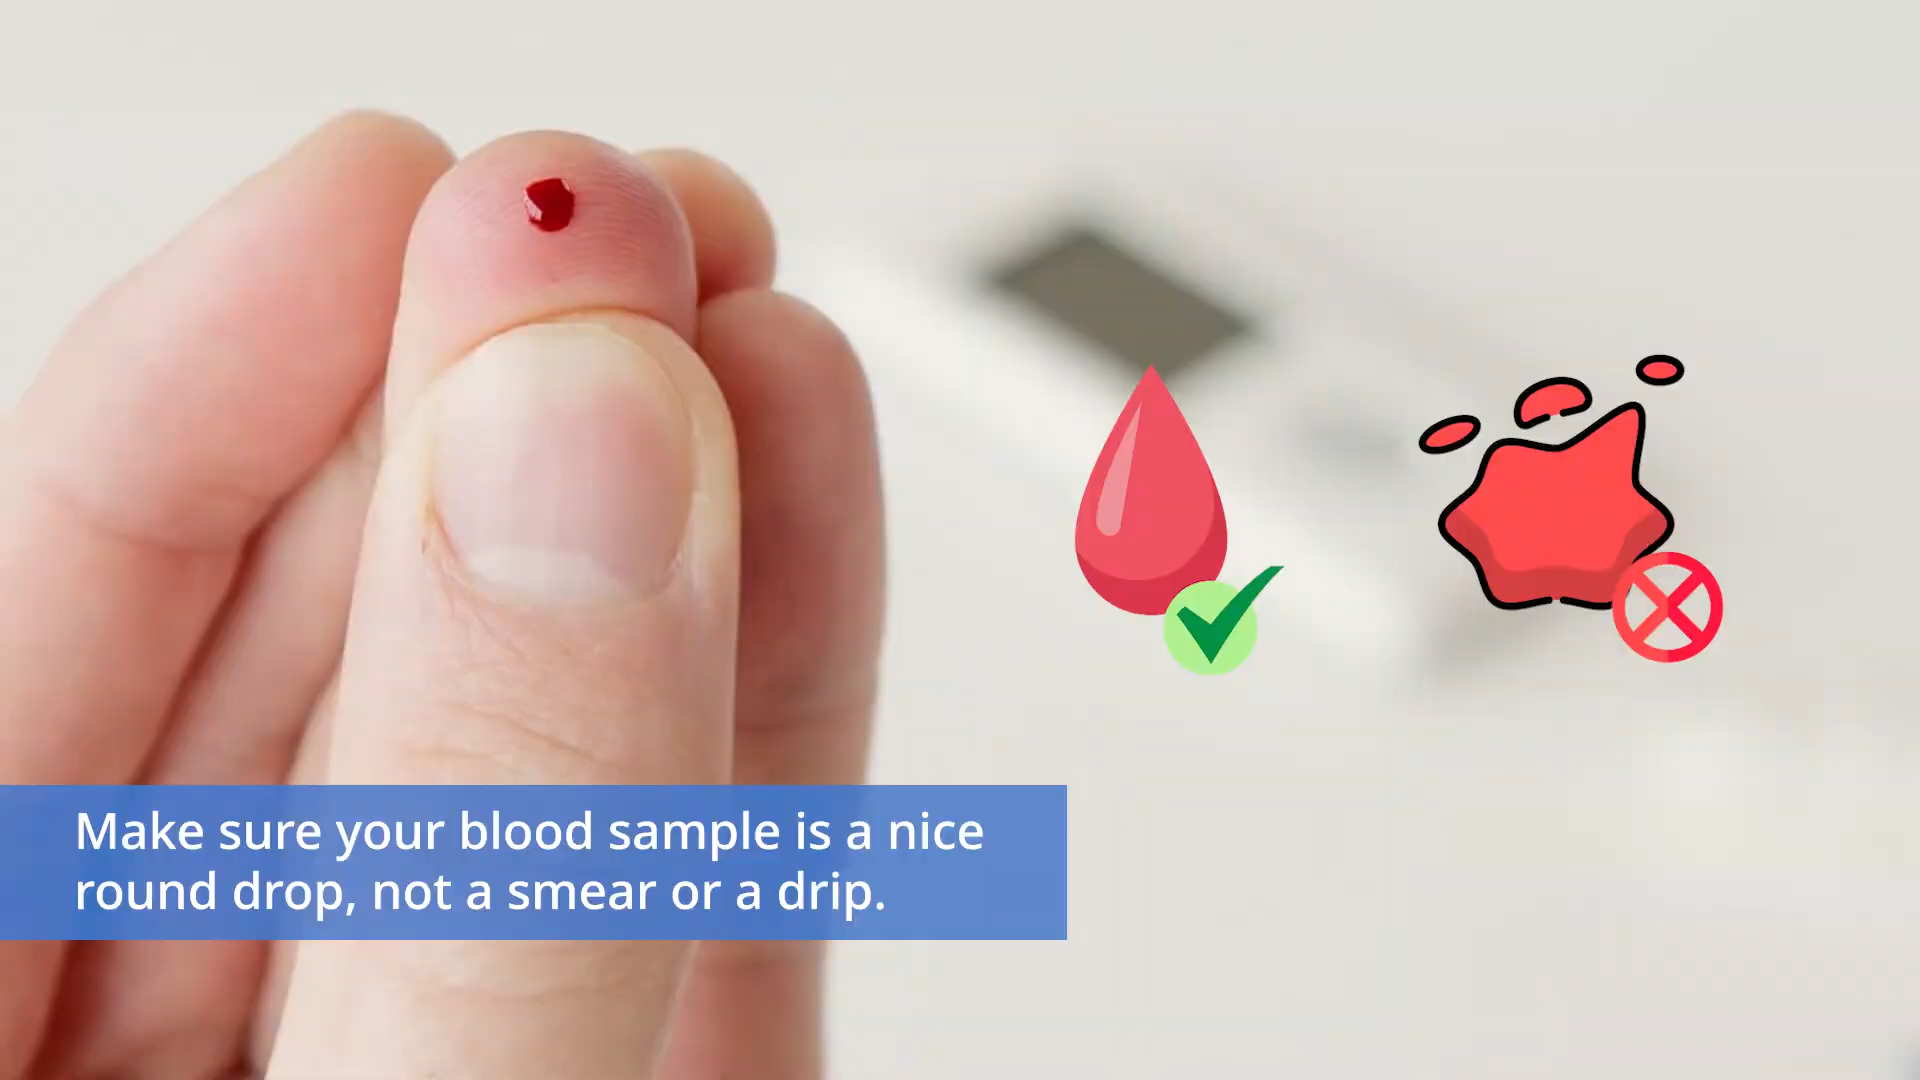 Make sure your blood sample is a nice
round drop, not a smear or a drip.